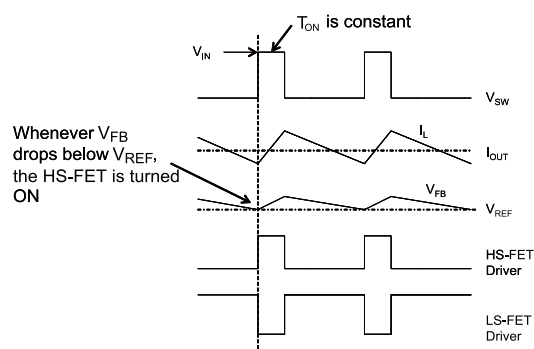 T_ON is constant
V_IN
V_SW
Whenever V_FB
drops below V_REF,
the HS-FET is turned
ON
I_L
I_OUT
V_FB
V_REF
HS-FET
Driver
LS-FET
Driver